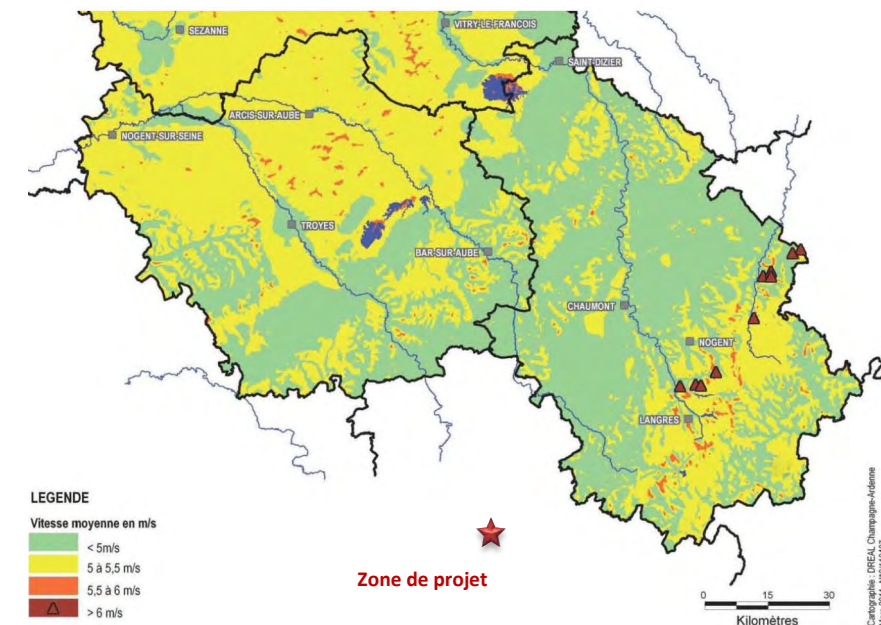 VITRY-LE-FRANCOIS
SEZANNE
SAINT-DIZIER
ARCIS-SUR-AUBE
NOGENT-SUR-SEINE
TROYES
BAR-SUR-AUBE
CHAUMONT
NOGENT
LANGRES
LEGENDE
Vitesse moyenne en m/s
< 5m/s
5 à 5,5 m/s
5,5 à 6 m/s
> 6 m/s
Zone de projet
0 15 30
Kilomètres
Cartographie : DREAL Champagne-Ardenne